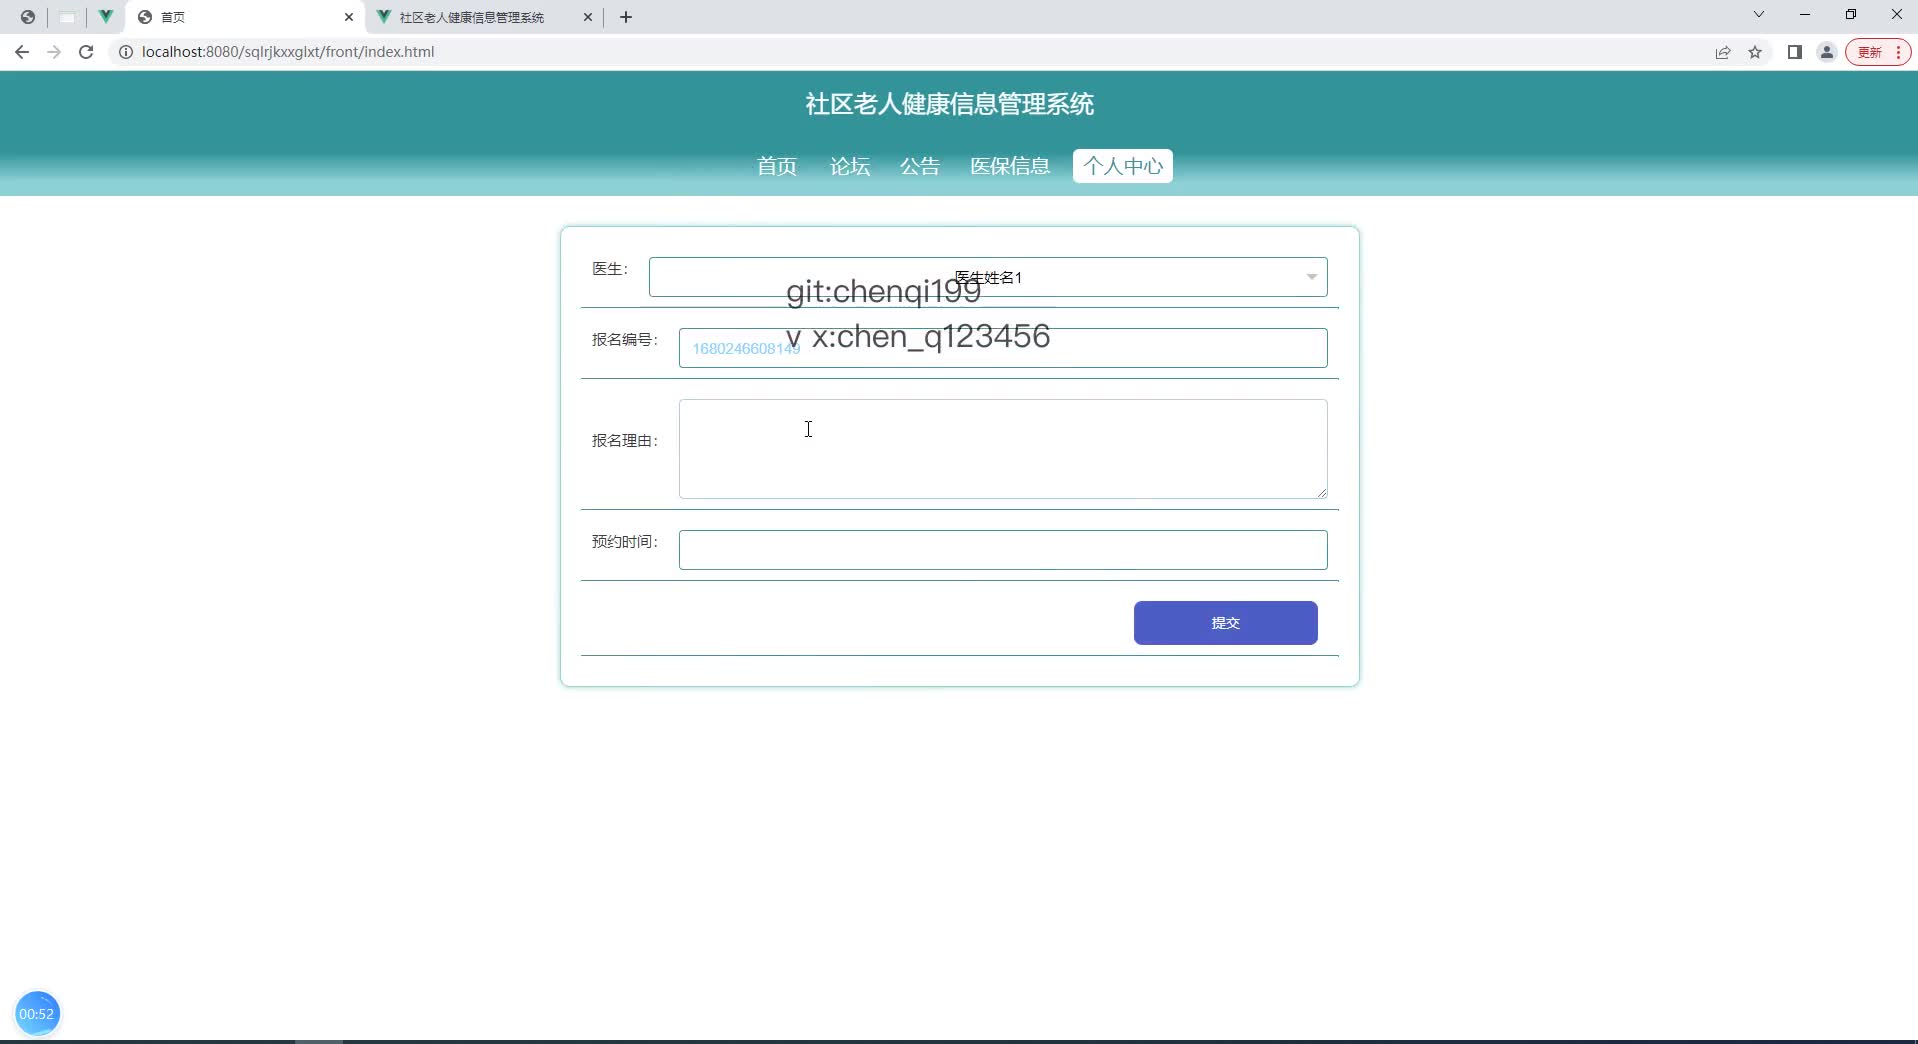 首页
社区老人健康信息管理系统
localhost:8080/sqlrjkxxglxt/front/index.html
更新
社区老人健康信息管理系统
首页
论坛
公告
医保信息
个人中心
医生：
医生姓名1
git:chenqi199
v x:chen_q123456
报名编号：
1680246608149
报名理由：
预约时间：
提交
00:52